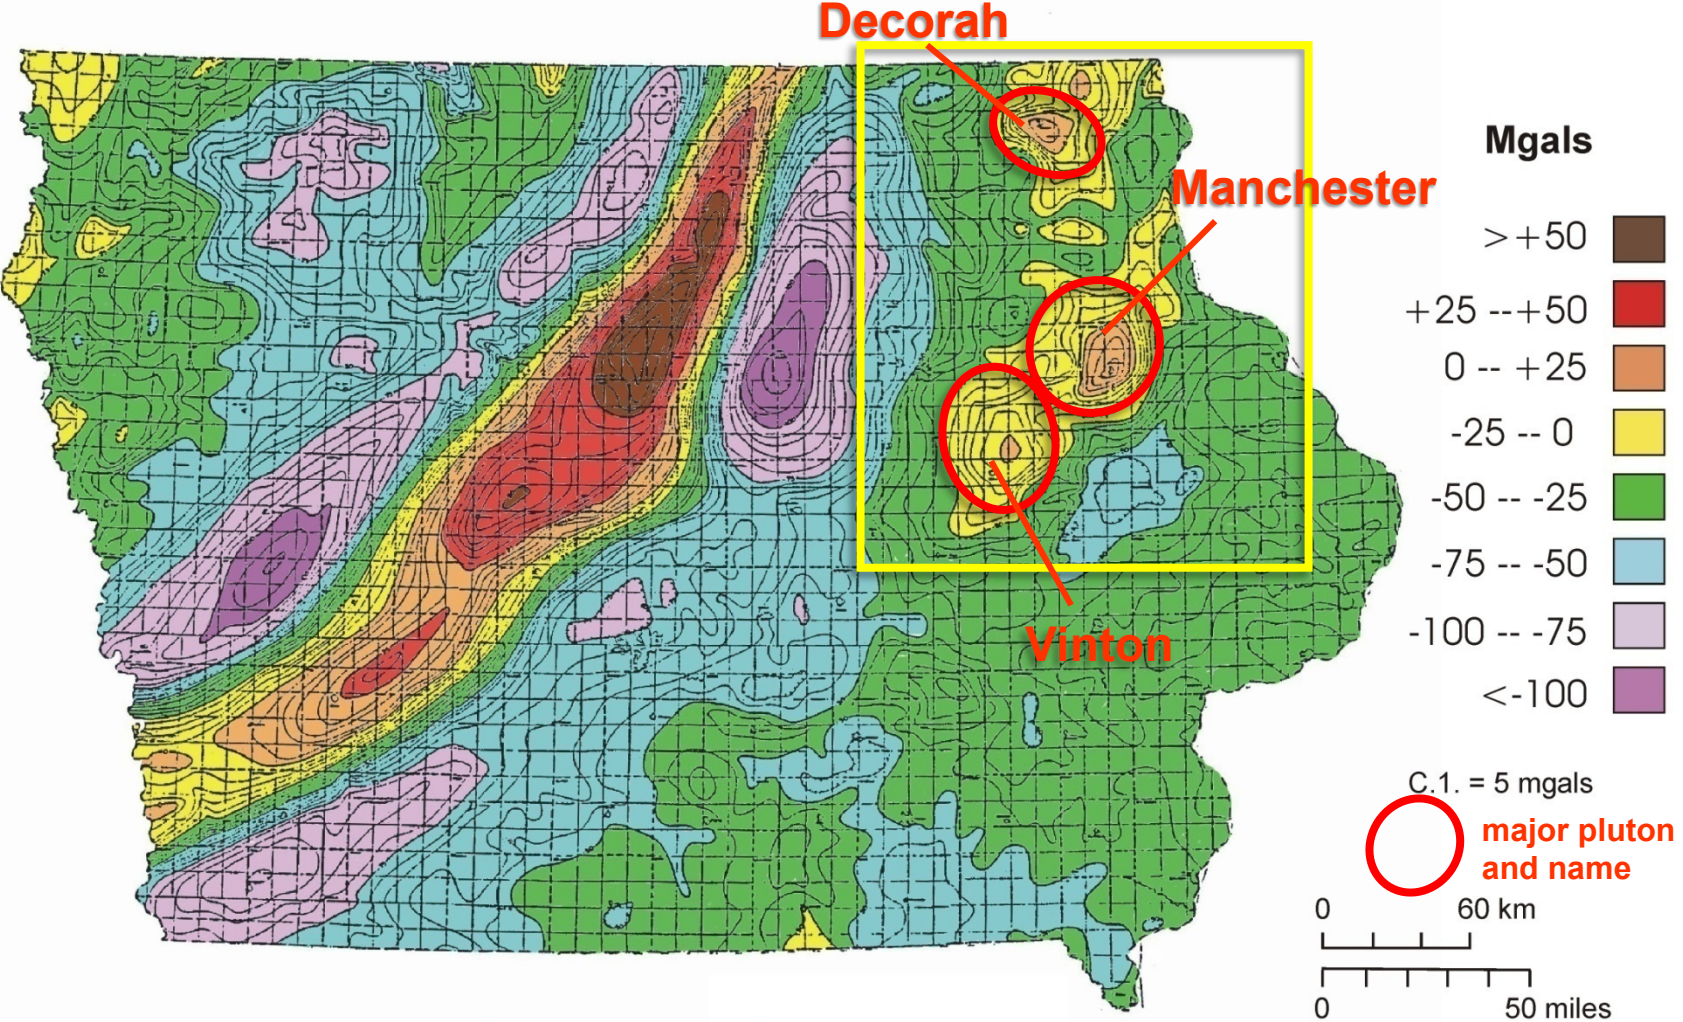 Decorah
Manchester
Vinton
Mgals
>+50
+25 --+50
0 -- +25
-25 -- 0
-50 -- -25
-75 -- -50
-100 -- -75
<-100
C.1. = 5 mgals
major pluton
and name
0 60 km
0 50 miles